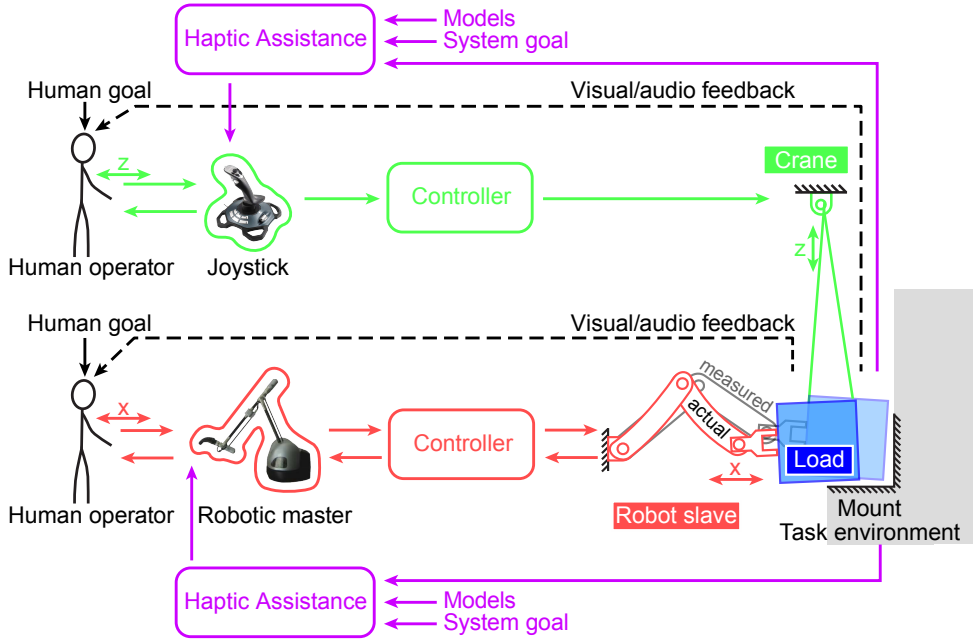 Haptic Assistance
Models
System goal
Human goal
Visual/audio feedback
z
Crane
Controller
z
Human operator
Joystick
Human goal
Visual/audio feedback
measured
x
actual
Controller
Load
x
Robot slave
Human operator
Robotic master
Mount
Task environment
Haptic Assistance
Models
System goal